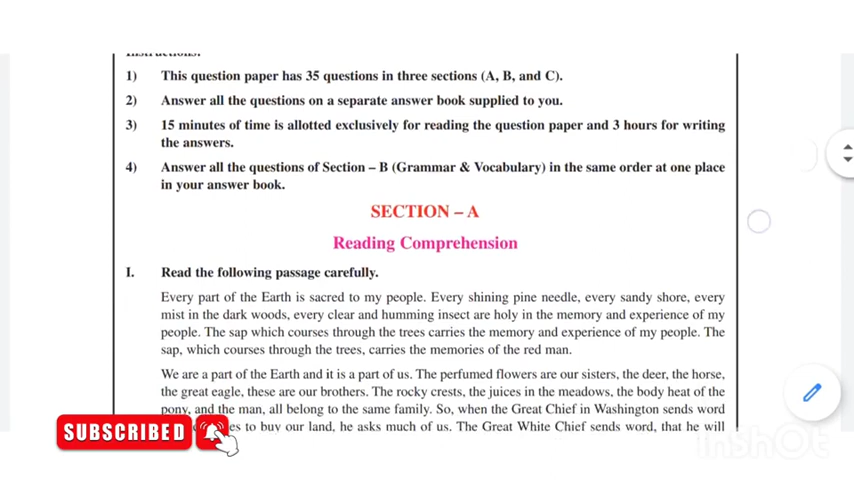 Instructions:
1) This question paper has 35 questions in three sections (A, B, and C).
2) Answer all the questions on a separate answer book supplied to you.
3) 15 minutes of time is allotted exclusively for reading the question paper and 3 hours for writing
the answers.
4) Answer all the questions of Section – B (Grammar & Vocabulary) in the same order at one place
in your answer book.
SECTION – A
Reading Comprehension
I. Read the following passage carefully.
Every part of the Earth is sacred to my people. Every shining pine needle, every sandy shore, every
mist in the dark woods, every clear and humming insect are holy in the memory and experience of my
people. The sap which courses through the trees carries the memory and experience of my people. The
sap, which courses through the trees, carries the memories of the red man.
We are a part of the Earth and it is a part of us. The perfumed flowers are our sisters, the deer, the horse,
the great eagle, these are our brothers. The rocky crests, the juices in the meadows, the body heat of the
pony, and the man, all belong to the same family. So, when the Great Chief in Washington sends word
to buy our land, he asks much of us. The Great White Chief sends word, that he will
SUBSCRIBED
InShOt